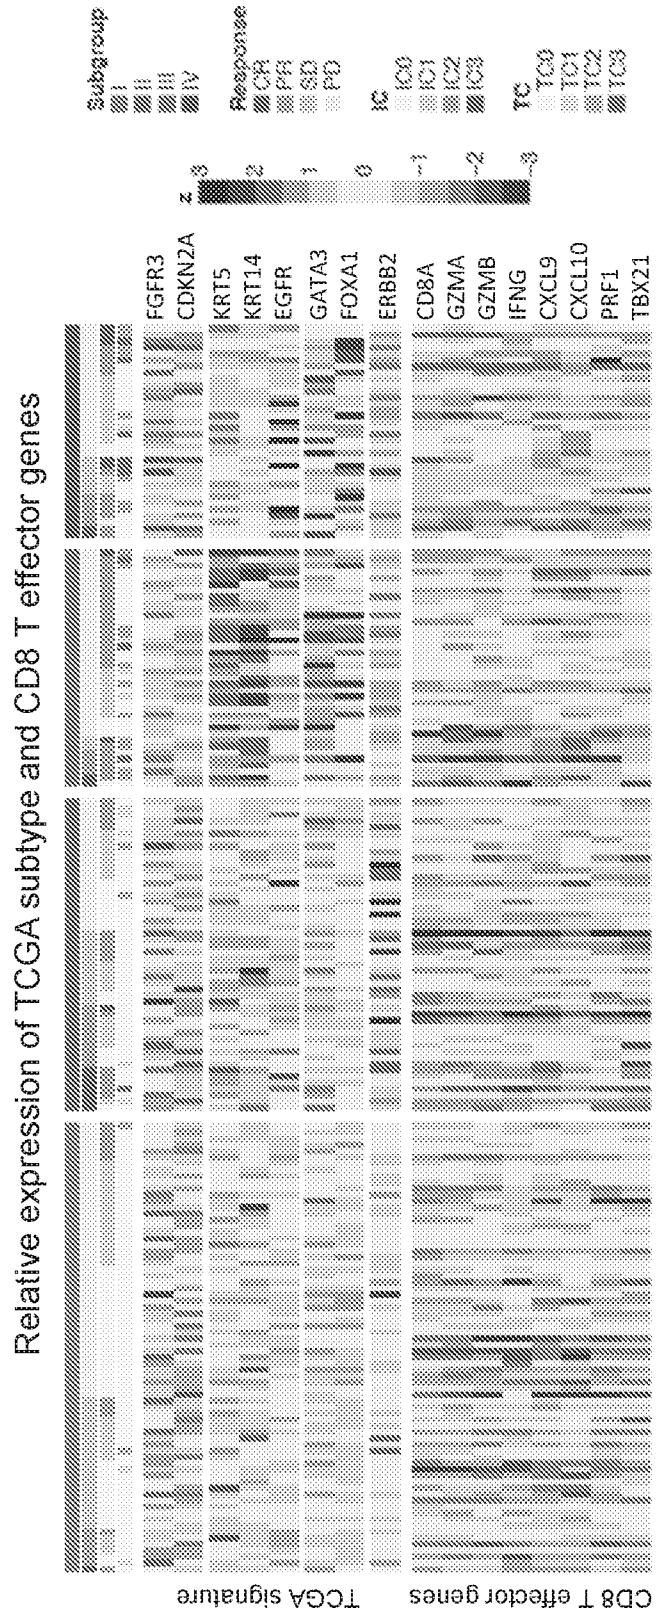 Relative expression of TCGA subtype and CD8 T effector genes
Subgroup
I
II
III
IV
Response
CR
PR
SD
PD
IC
IC0
IC1
IC2
IC3
TC
TC0
TC1
TC2
TC3
z
3
2
1
0
-1
-2
-3
FGFR3
CDKN2A
KRT5
KRT14
EGFR
GATA3
FOXA1
ERBB2
CD8A
GZMA
GZMB
IFNG
CXCL9
CXCL10
PRF1
TBX21
TCGA signature
CD8 T effector genes